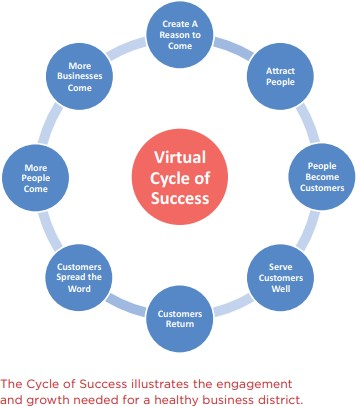 Create A
Reason to
Come
Attract
People
People
Become
Customers
Serve
Customers
Well
Customers
Return
Customers
Spread the
Word
More
People
Come
More
Businesses
Come
Virtual
Cycle of
Success
The Cycle of Success illustrates the engagement
and growth needed for a healthy business district.